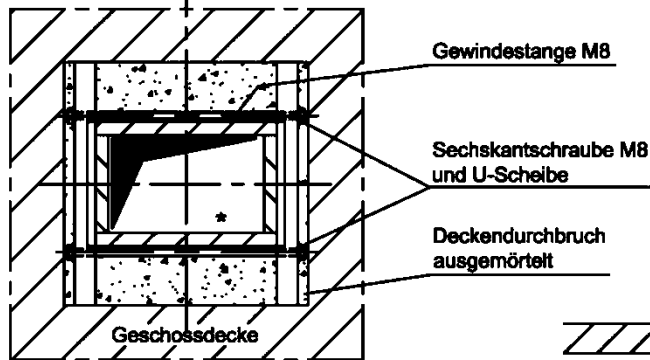 Gewindestange M8
Sechskantschraube M8
und U-Scheibe
Deckendurchbruch
ausgemörtelt
Geschossdecke